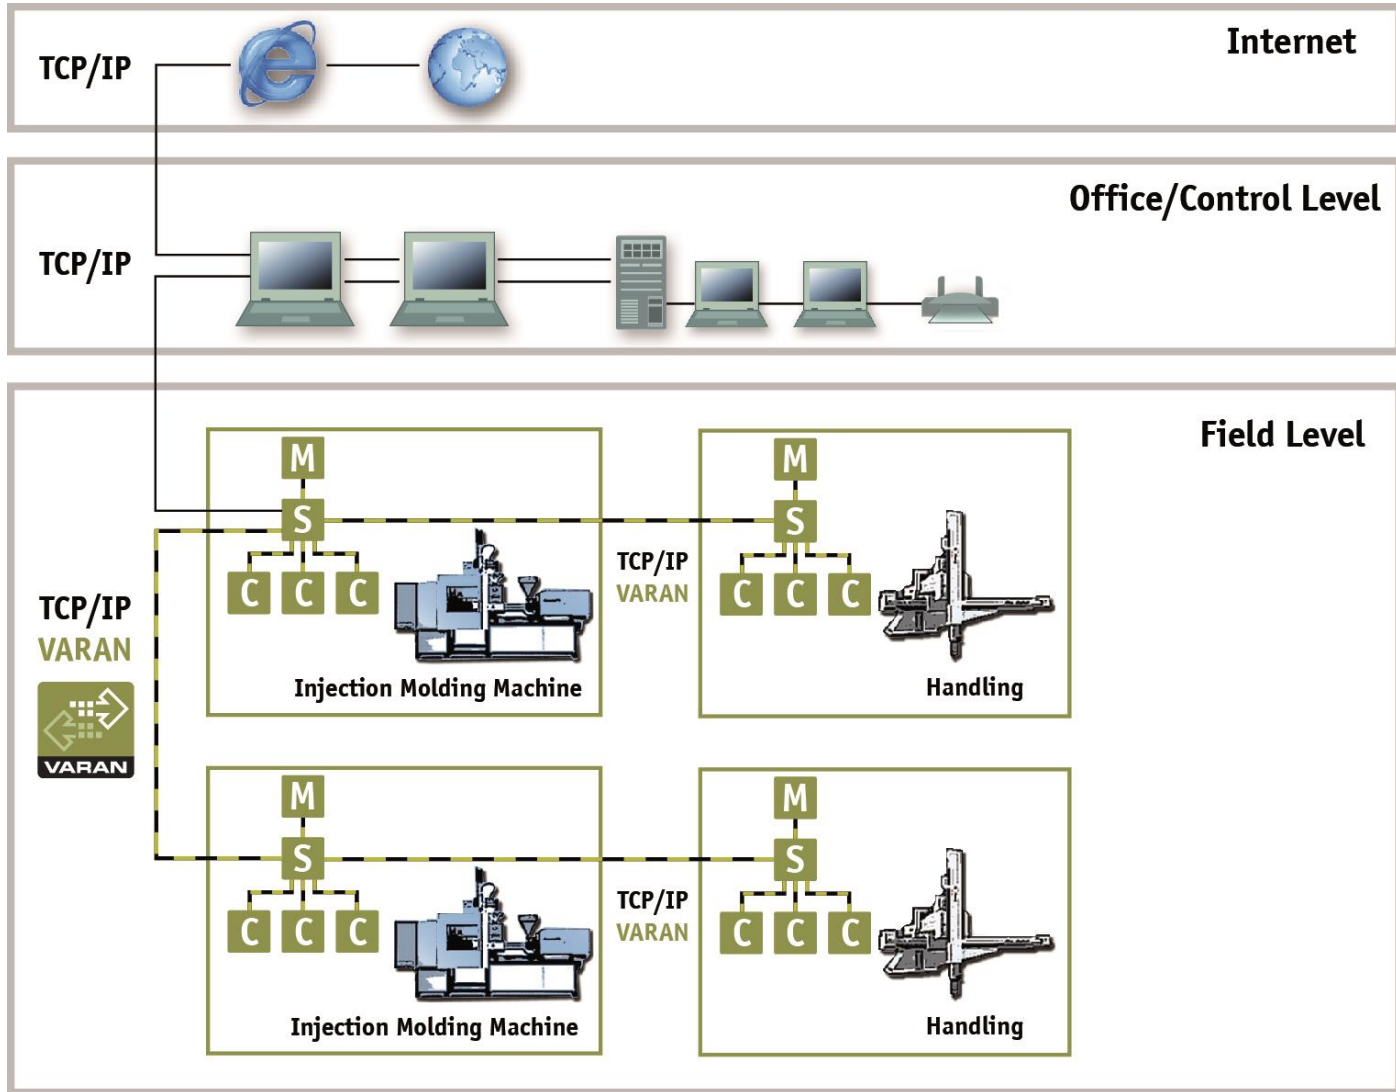 Internet
TCP/IP
Office/Control Level
TCP/IP
Field Level
M
M
S
S
TCP/IP
VARAN
C C C
C C C
TCP/IP
VARAN
Injection Molding Machine
Handling
VARAN
M
M
S
S
TCP/IP
VARAN
C C C
C C C
Injection Molding Machine
Handling